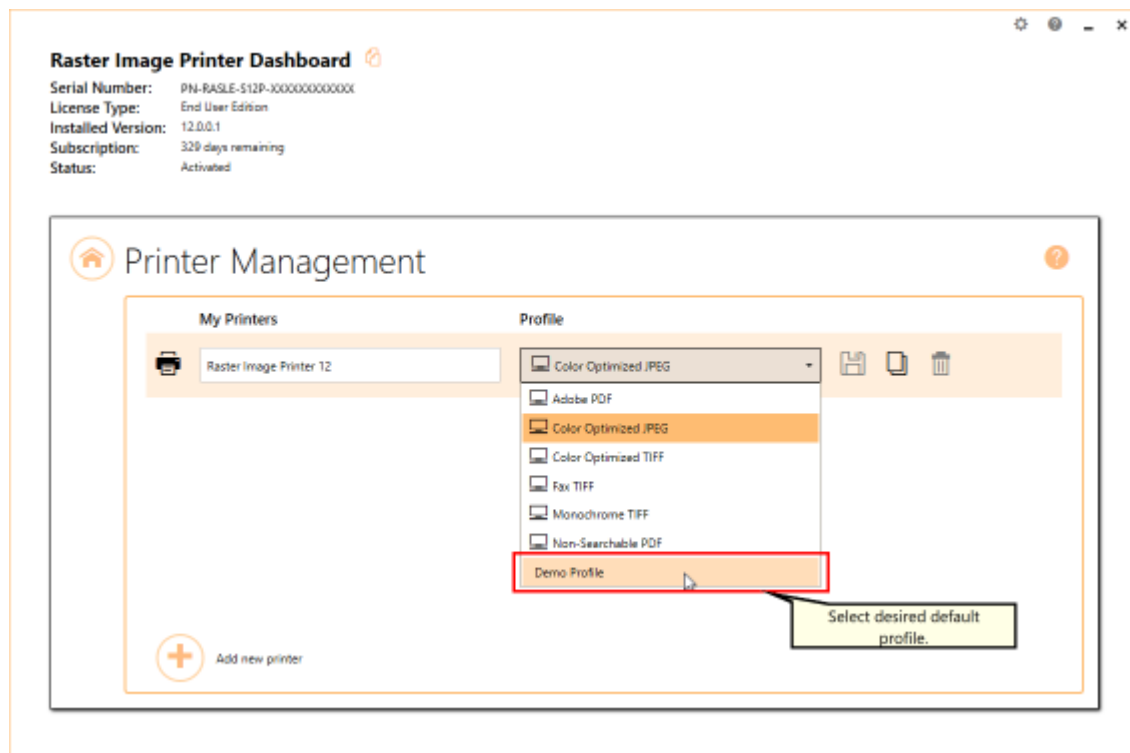 Raster Image Printer Dashboard
Serial Number: PN-RASLE-S12P-XXXXXXXXXXXX
License Type: End User Edition
Installed Version: 12.0.0.1
Subscription: 329 days remaining
Status: Activated
Printer Management
My Printers Profile
Raster Image Printer 12 Color Optimized JPEG
Adobe PDF
Color Optimized JPEG
Color Optimized TIFF
Fax TIFF
Monochrome TIFF
Non-Searchable PDF
Demo Profile
Select desired default
profile.
Add new printer